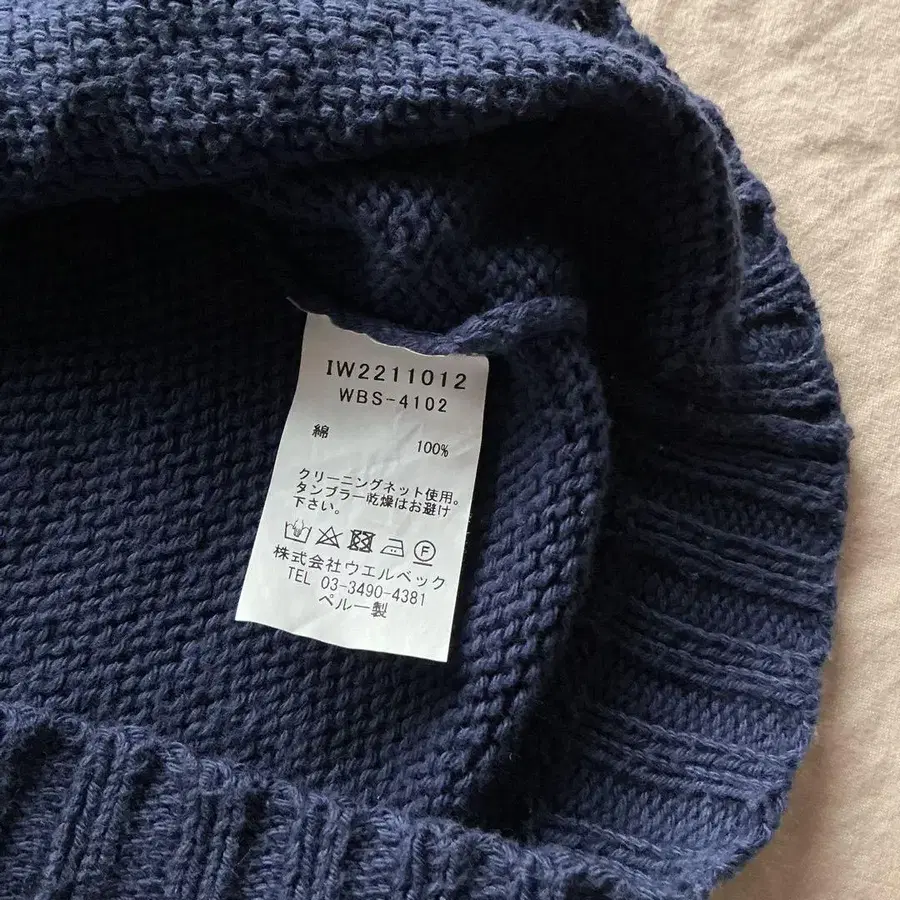 IW2211012
WBS-4102
綿 100%
クリーニングネット使用。
タンブラー乾燥はお避け
下さい。
F
株式会社ウエルベック
TEL 03-3490-4381
ペルー製